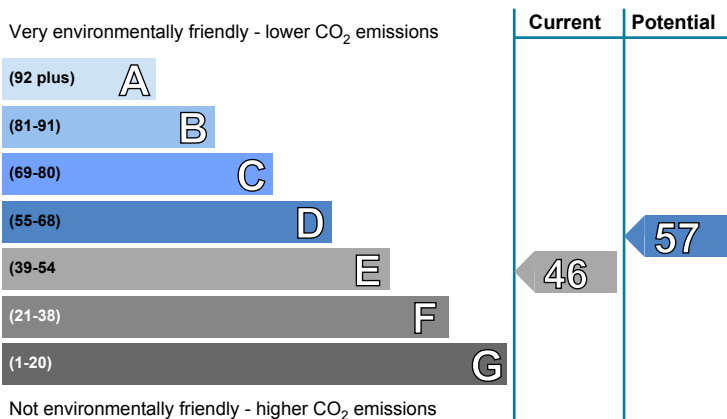 Current Potential
Very environmentally friendly - lower CO2 emissions
(92 plus) A
(81-91) B
(69-80) C
(55-68) D
57
(39-54 E
46
(21-38) F
(1-20) G
Not environmentally friendly - higher CO2 emissions